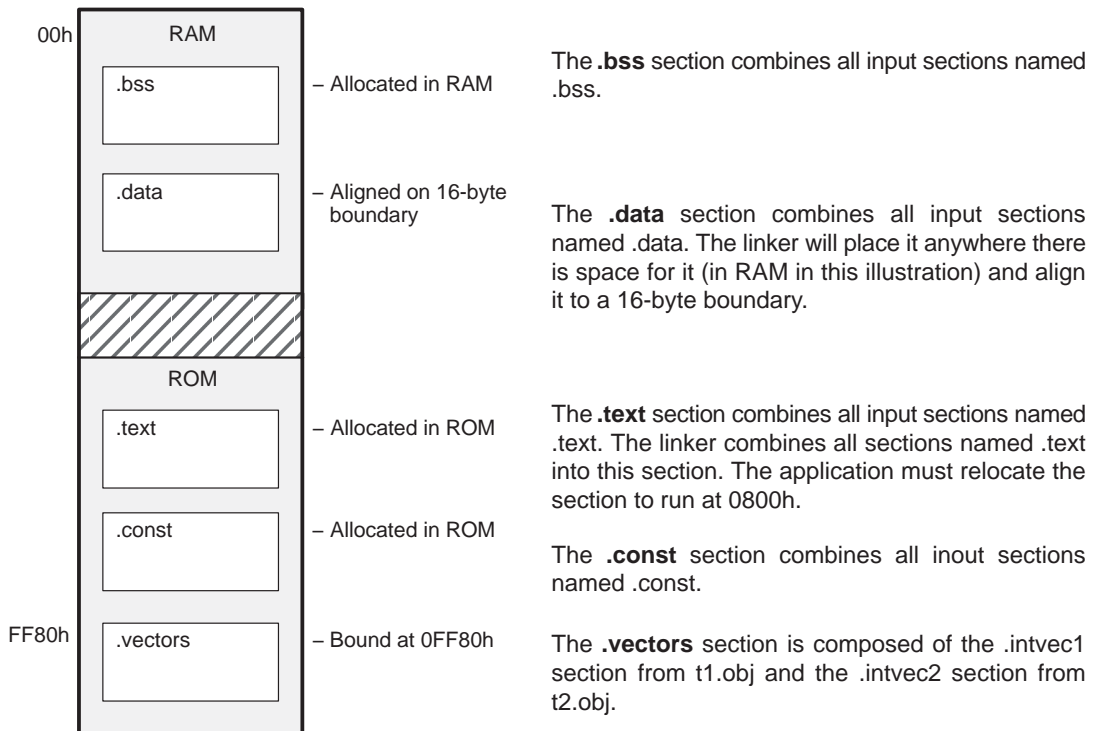 00h
RAM
.bss
– Allocated in RAM
The .bss section combines all input sections named
.bss.
.data
– Aligned on 16-byte
boundary
The .data section combines all input sections
named .data. The linker will place it anywhere there
is space for it (in RAM in this illustration) and align
it to a 16-byte boundary.
ROM
.text
– Allocated in ROM
The .text section combines all input sections named
.text. The linker combines all sections named .text
into this section. The application must relocate the
section to run at 0800h.
.const
– Allocated in ROM
The .const section combines all inout sections
named .const.
FF80h
.vectors
– Bound at 0FF80h
The .vectors section is composed of the .intvec1
section from t1.obj and the .intvec2 section from
t2.obj.